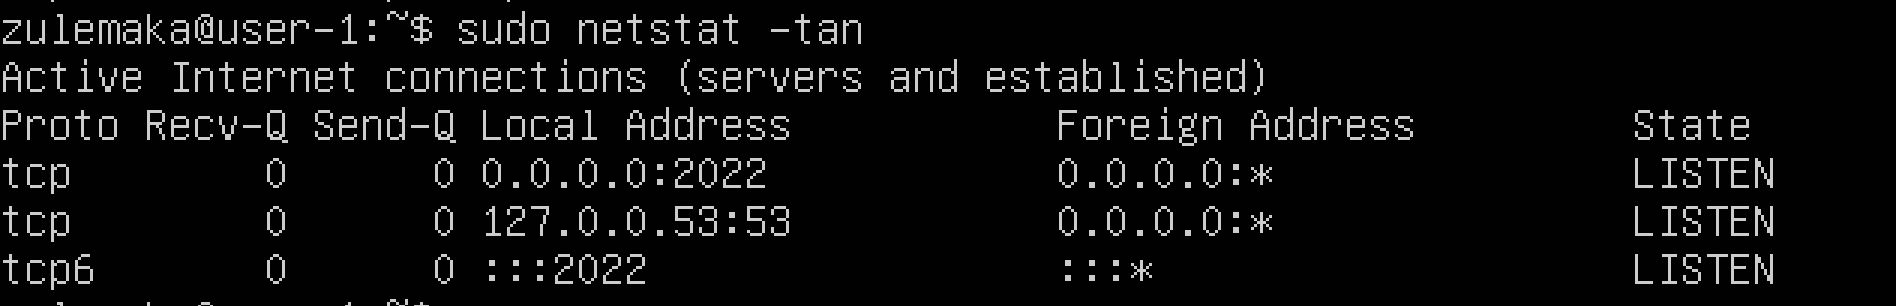 zulemaka@user-1:~$ sudo netstat -tan
Active Internet connections (servers and established)
Proto Recv-Q Send-Q Local Address Foreign Address State
tcp 0 0 0.0.0.0:2022 0.0.0.0:* LISTEN
tcp 0 0 127.0.0.53:53 0.0.0.0:* LISTEN
tcp6 0 0 :::2022 :::* LISTEN